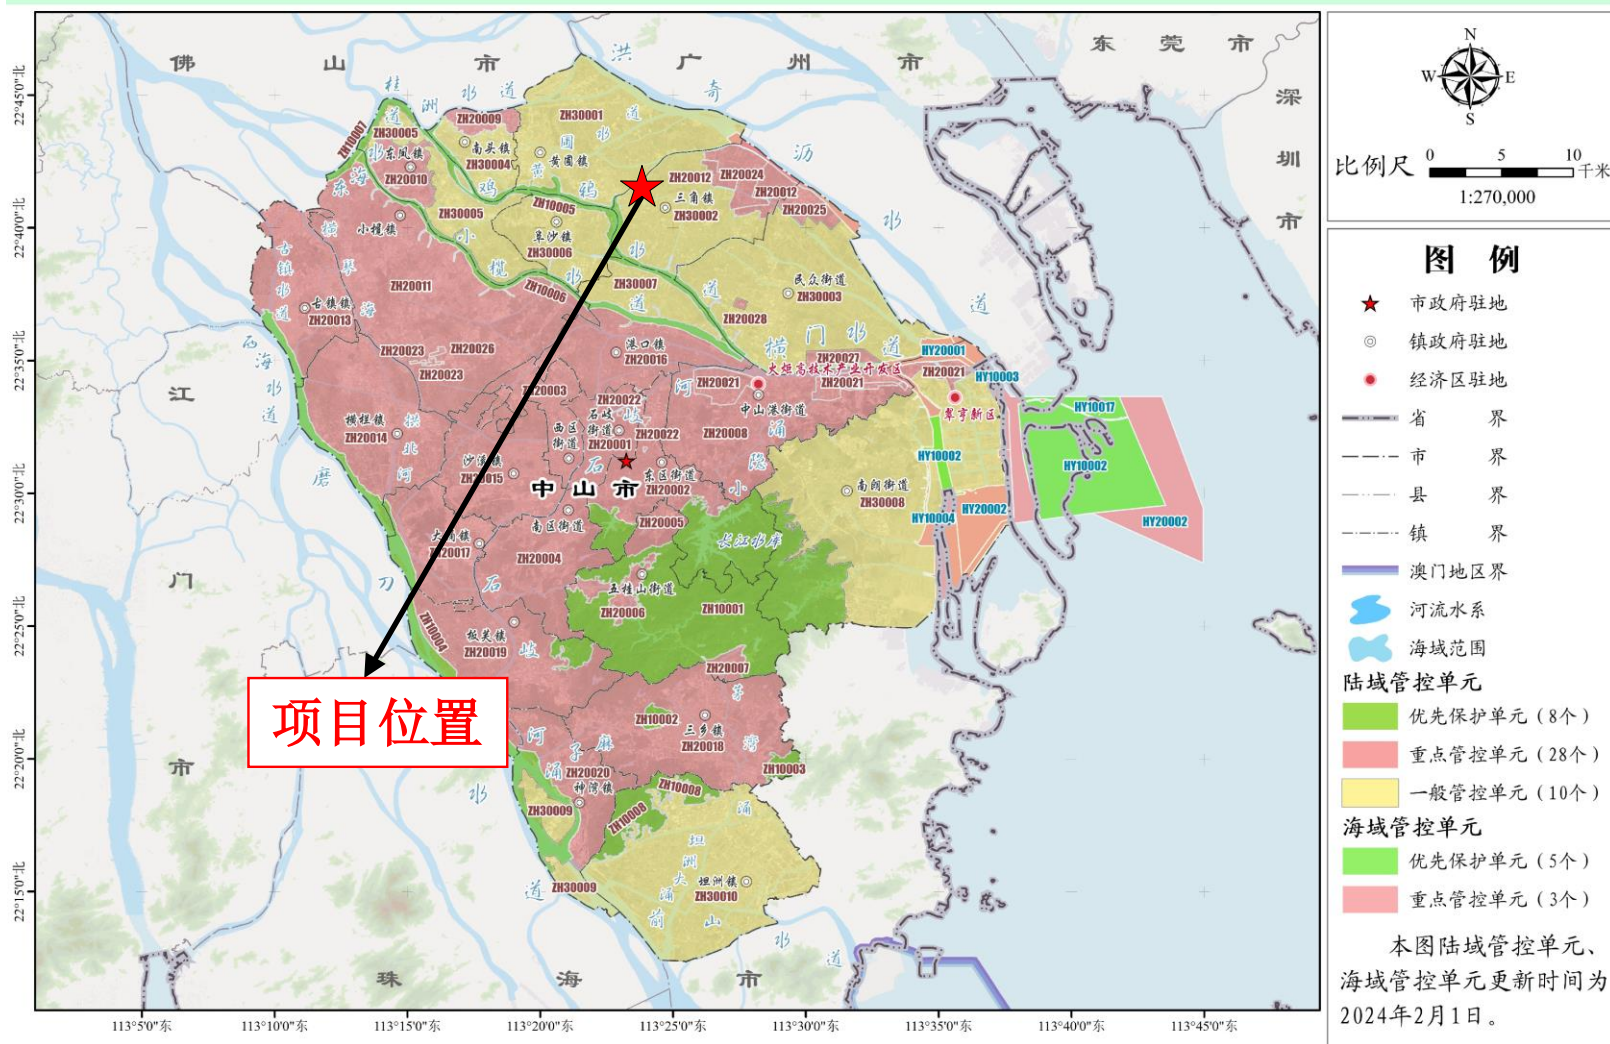 佛山市
广州市
东莞市
深圳市
江门市
珠海市
中山市
洪奇沥水道
桂洲水道
黄圃水道
ZH10007
ZH30005
东凤镇
ZH20010
ZH20009
南头镇
ZH30004
ZH30001
黄圃镇
ZH20012
ZH20024
ZH20012
ZH20025
三角镇
ZH30002
ZH10005
阜沙镇
ZH30006
ZH30005
小榄镇
ZH20011
ZH10006
ZH30007
民众街道
ZH30003
ZH20028
古镇镇
ZH20013
ZH20023
ZH20026
ZH20023
港口镇
ZH20016
横门水道
ZH20027
HY20001
ZH20021
火炬高技术产业开发区
ZH20021
ZH20021
HY10003
翠亨新区
中山港街道
ZH20003
ZH20022
石岐街道
西区街道
ZH20001
ZH20022
ZH20008
横栏镇
ZH20014
沙溪镇
ZH20015
东区街道
ZH20002
南区街道
ZH20005
长江水库
南朗街道
ZH30008
HY10002
HY10004
HY20002
HY10017
HY10002
HY20002
大涌镇
ZH20017
ZH20004
五桂山街道
ZH20006
ZH10001
ZH10004
板芙镇
ZH20019
ZH20007
ZH10002
三乡镇
ZH20018
ZH10003
ZH20020
神湾镇
ZH10008
ZH10008
ZH30009
ZH30009
坦洲镇
ZH30010
项目位置
22°45'0"北
22°40'0"北
22°35'0"北
22°30'0"北
22°25'0"北
22°20'0"北
22°15'0"北
113°5'0"东
113°10'0"东
113°15'0"东
113°20'0"东
113°25'0"东
113°30'0"东
113°35'0"东
113°40'0"东
113°45'0"东
N
W E
S
比例尺 0 5 10 千米
1:270,000
图 例
市政府驻地
镇政府驻地
经济区驻地
省 界
市 界
县 界
镇 界
澳门地区界
河流水系
海域范围
陆域管控单元
优先保护单元（8个）
重点管控单元（28个）
一般管控单元（10个）
海域管控单元
优先保护单元（5个）
重点管控单元（3个）
本图陆域管控单元、
海域管控单元更新时间为
2024年2月1日。